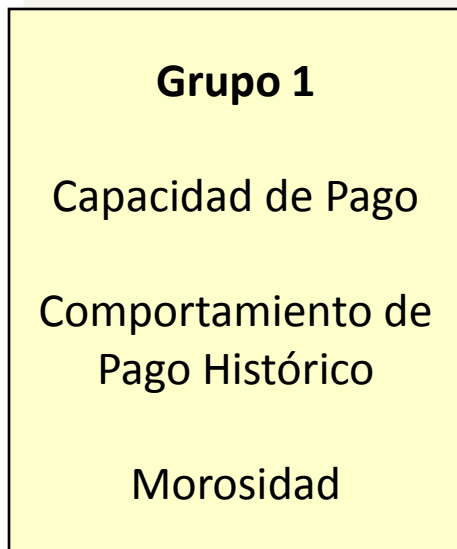 Grupo 1
Capacidad de Pago
Comportamiento de
Pago Histórico
Morosidad